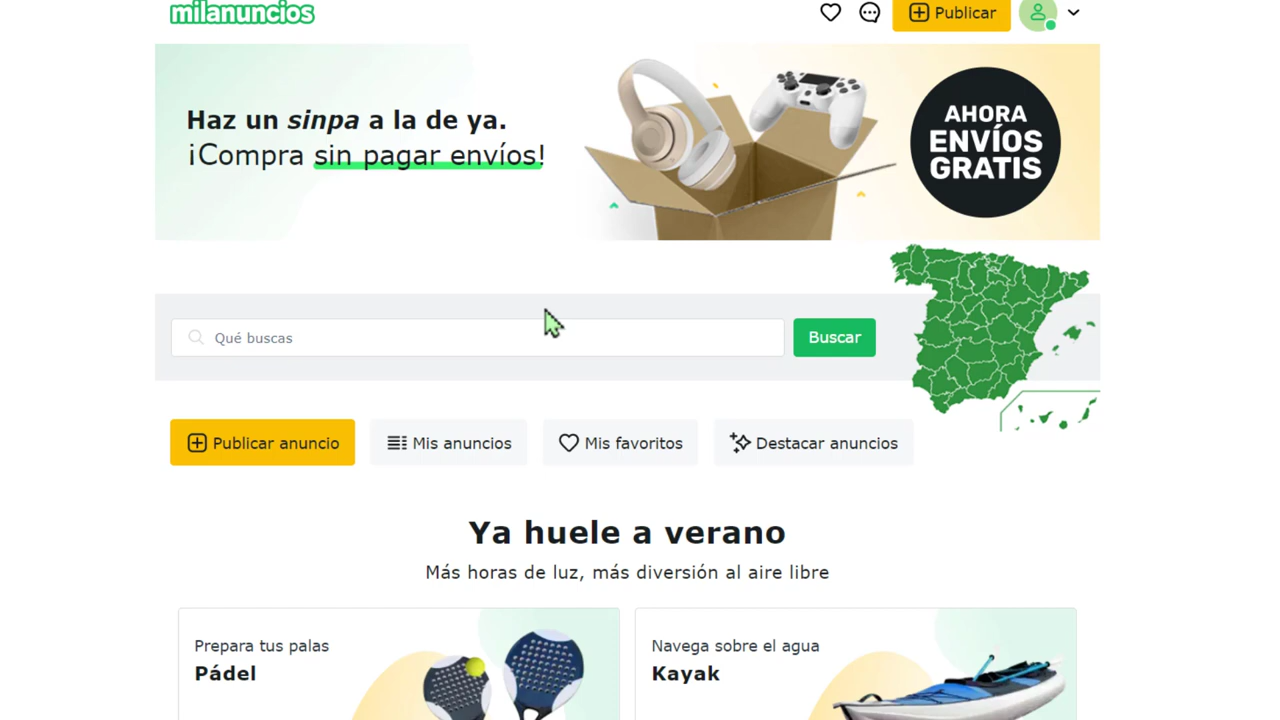 milanuncios
Publicar
Haz un sinpa a la de ya.
¡Compra sin pagar envíos!
AHORA
ENVÍOS
GRATIS
Qué buscas
Buscar
Publicar anuncio
Mis anuncios
Mis favoritos
Destacar anuncios
Ya huele a verano
Más horas de luz, más diversión al aire libre
Prepara tus palas
Pádel
Navega sobre el agua
Kayak